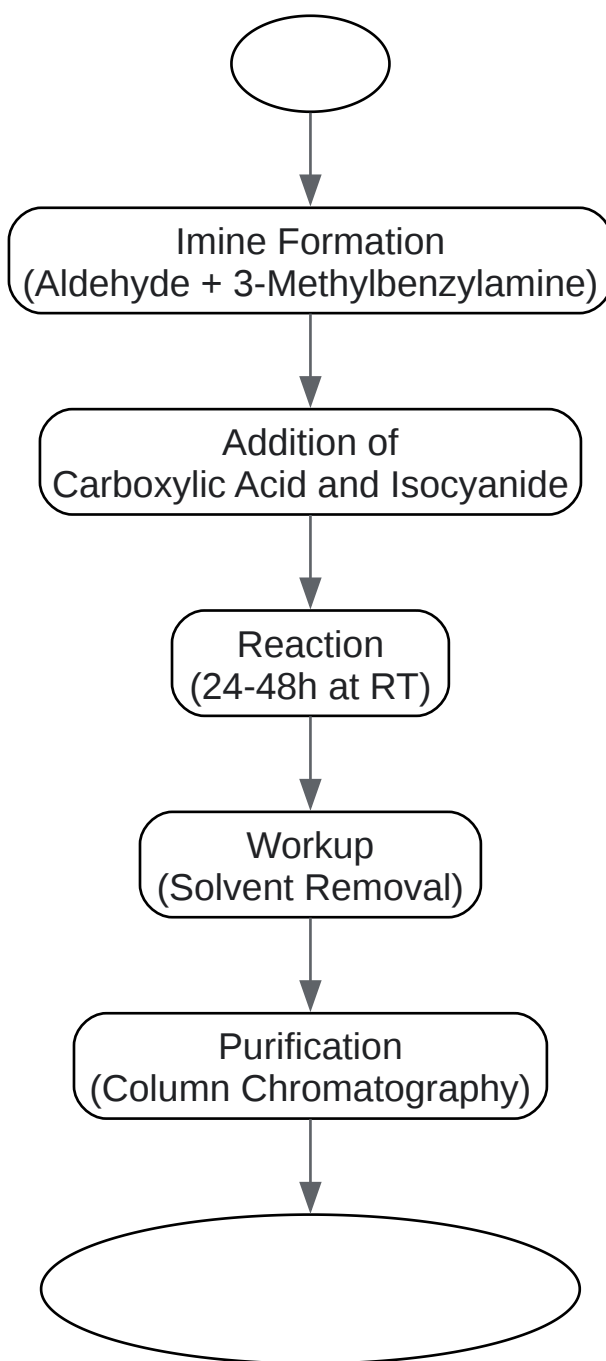 Imine Formation
(Aldehyde + 3-Methylbenzylamine)
Addition of
Carboxylic Acid and Isocyanide
Reaction
(24-48h at RT)
Workup
(Solvent Removal)
Purification
(Column Chromatography)